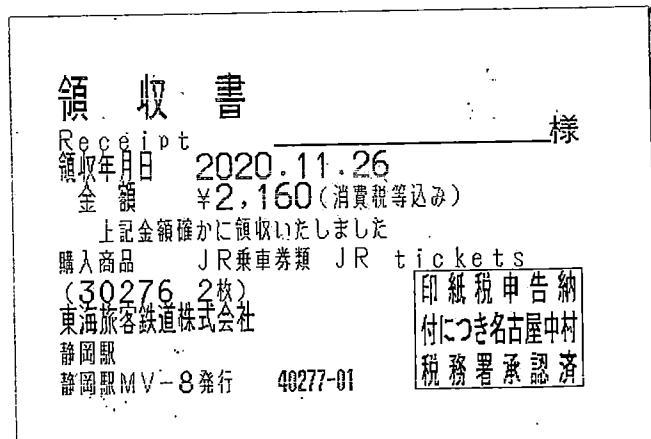 領収書
様
Receipt
領収年月日 2020.11.26
金額 ¥2,160(消費税等込み)
上記金額確かに領収いたしました
購入商品 JR乗車券類 JR tickets
(30276 2枚)
東海旅客鉄道株式会社
静岡駅
静岡駅MV-8発行 40277-01
印紙税申告納
付につき名古屋中村
税務署承認済